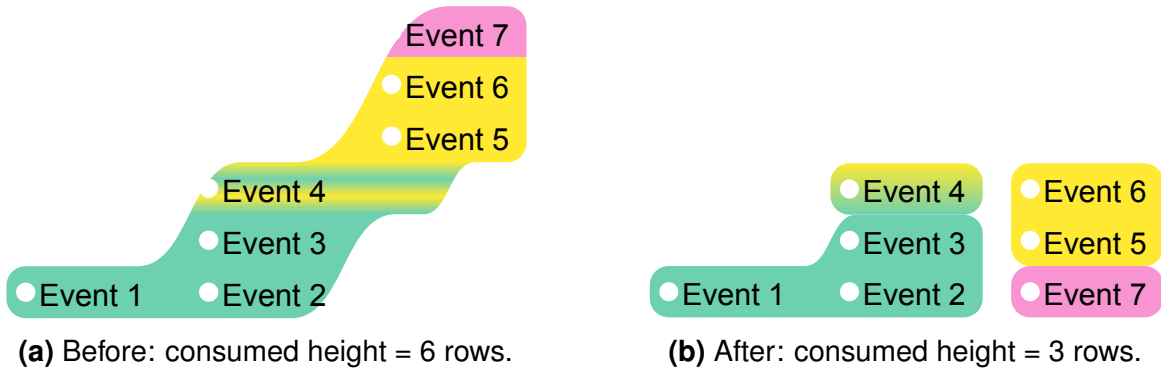 Event 7
Event 6
Event 5
Event 4
Event 3
Event 1
Event 2
(a) Before: consumed height = 6 rows.
Event 4
Event 6
Event 3
Event 5
Event 1
Event 2
Event 7
(b) After: consumed height = 3 rows.